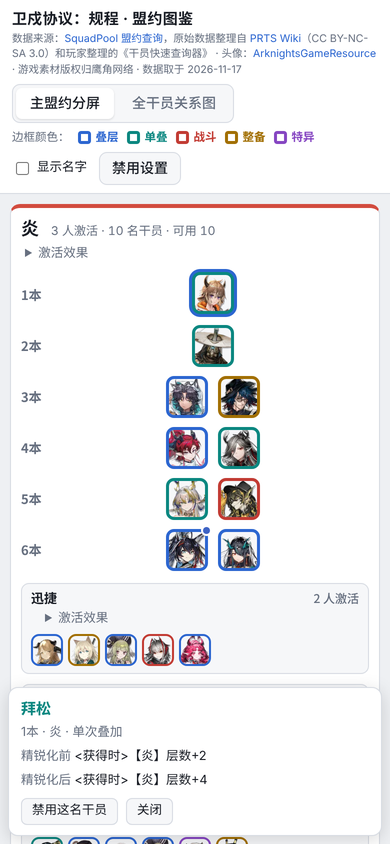 卫戍协议：规程 · 盟约图鉴
数据来源：SquadPool 盟约查询，原始数据整理自 PRTS Wiki（CC BY-NC-
SA 3.0）和玩家整理的《干员快速查询器》 · 头像：ArknightsGameResource
· 游戏素材版权归鹰角网络 · 数据取于 2026-11-17
主盟约分屏 全干员关系图
边框颜色： 叠层 单叠 战斗 整备 特异
显示名字 禁用设置
炎 3 人激活 · 10 名干员 · 可用 10
▶ 激活效果
1本
2本
3本
4本
5本
6本
迅捷 2 人激活
▶ 激活效果
拜松
1本 · 炎 · 单次叠加
精锐化前 <获得时>【炎】层数+2
精锐化后 <获得时>【炎】层数+4
禁用这名干员 关闭